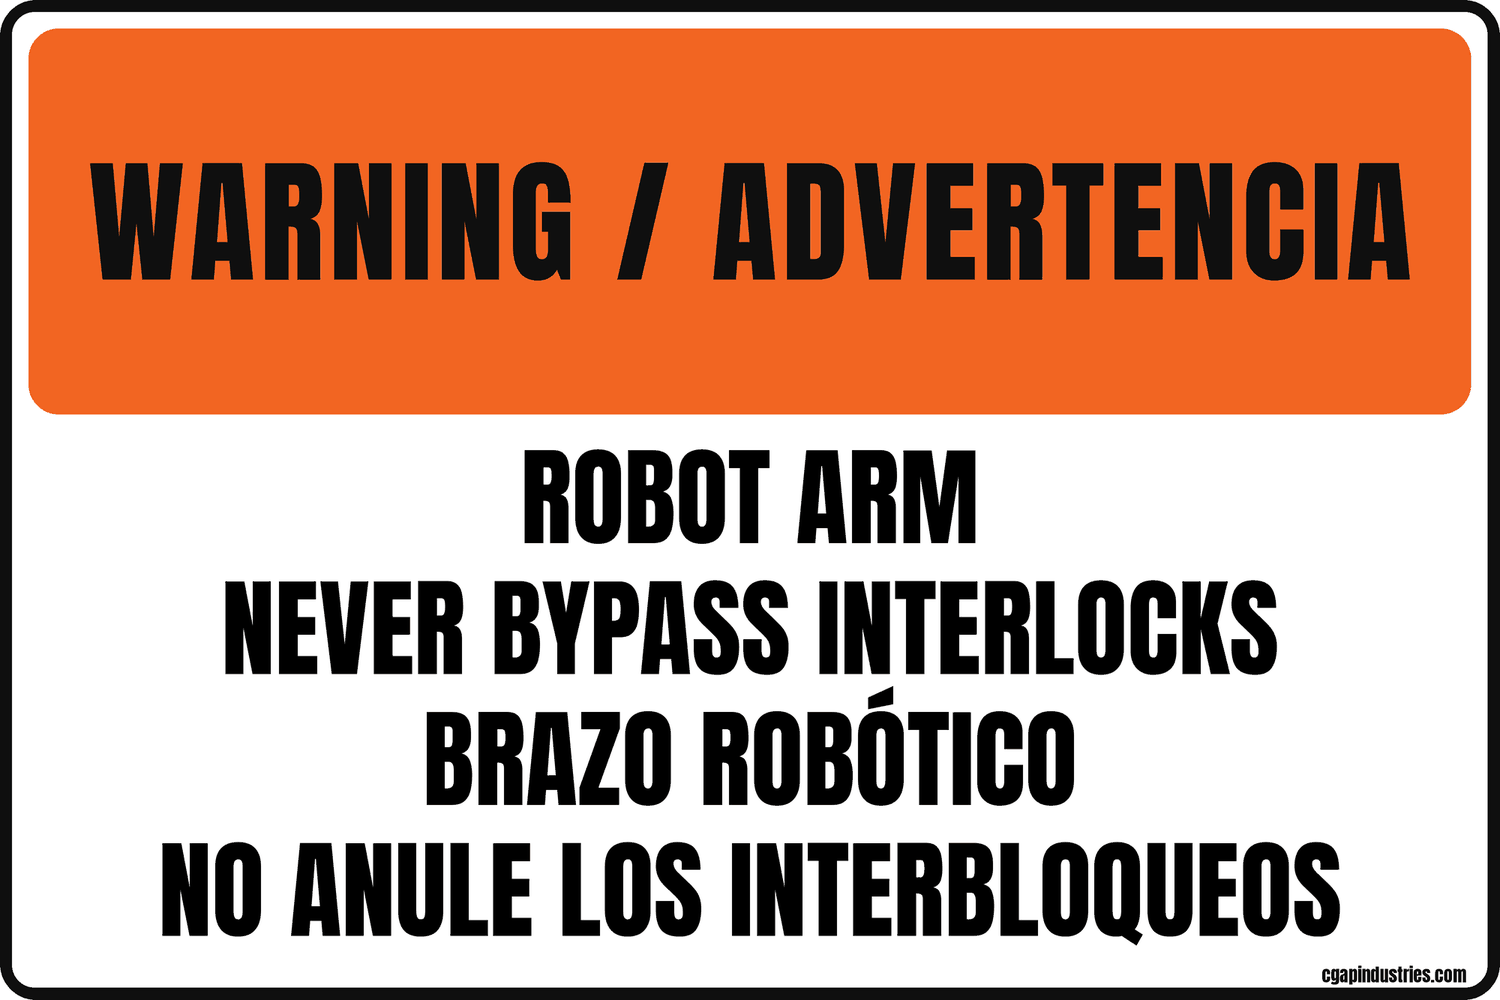 WARNING / ADVERTENCIA
ROBOT ARM
NEVER BYPASS INTERLOCKS
BRAZO ROBÓTICO
NO ANULE LOS INTERBLOQUEOS
cgapindustries.com